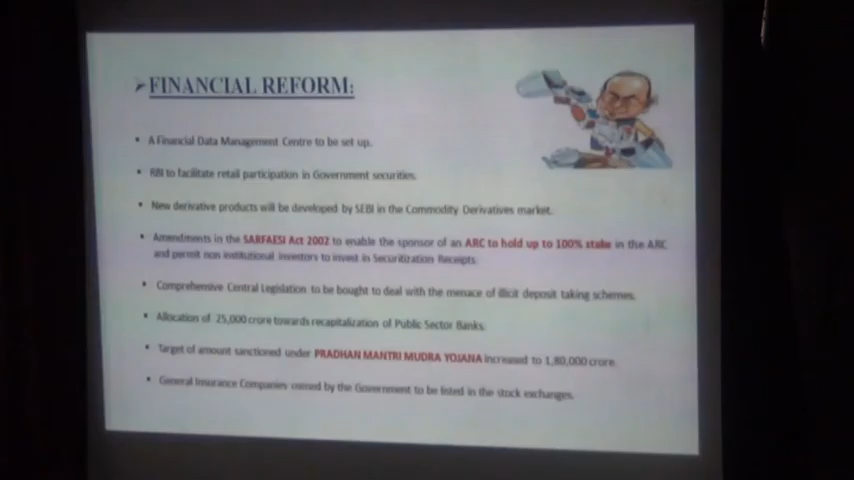 ➢FINANCIAL REFORM:
• A Financial Data Management Centre to be set up.
• RBI to facilitate retail participation in Government securities.
• New derivative products will be developed by SEBI in the Commodity Derivatives market.
• Amendments in the SARFAESI Act 2002 to enable the sponsor of an ARC to hold up to 100% stake in the ARC
and permit non institutional investors to invest in Securitization Receipts.
• Comprehensive Central Legislation to be bought to deal with the menace of illicit deposit taking schemes.
• Allocation of 25,000 crore towards recapitalization of Public Sector Banks.
• Target of amount sanctioned under PRADHAN MANTRI MUDRA YOJANA increased to 1,80,000 crore.
• General Insurance Companies owned by the Government to be listed in the stock exchanges.